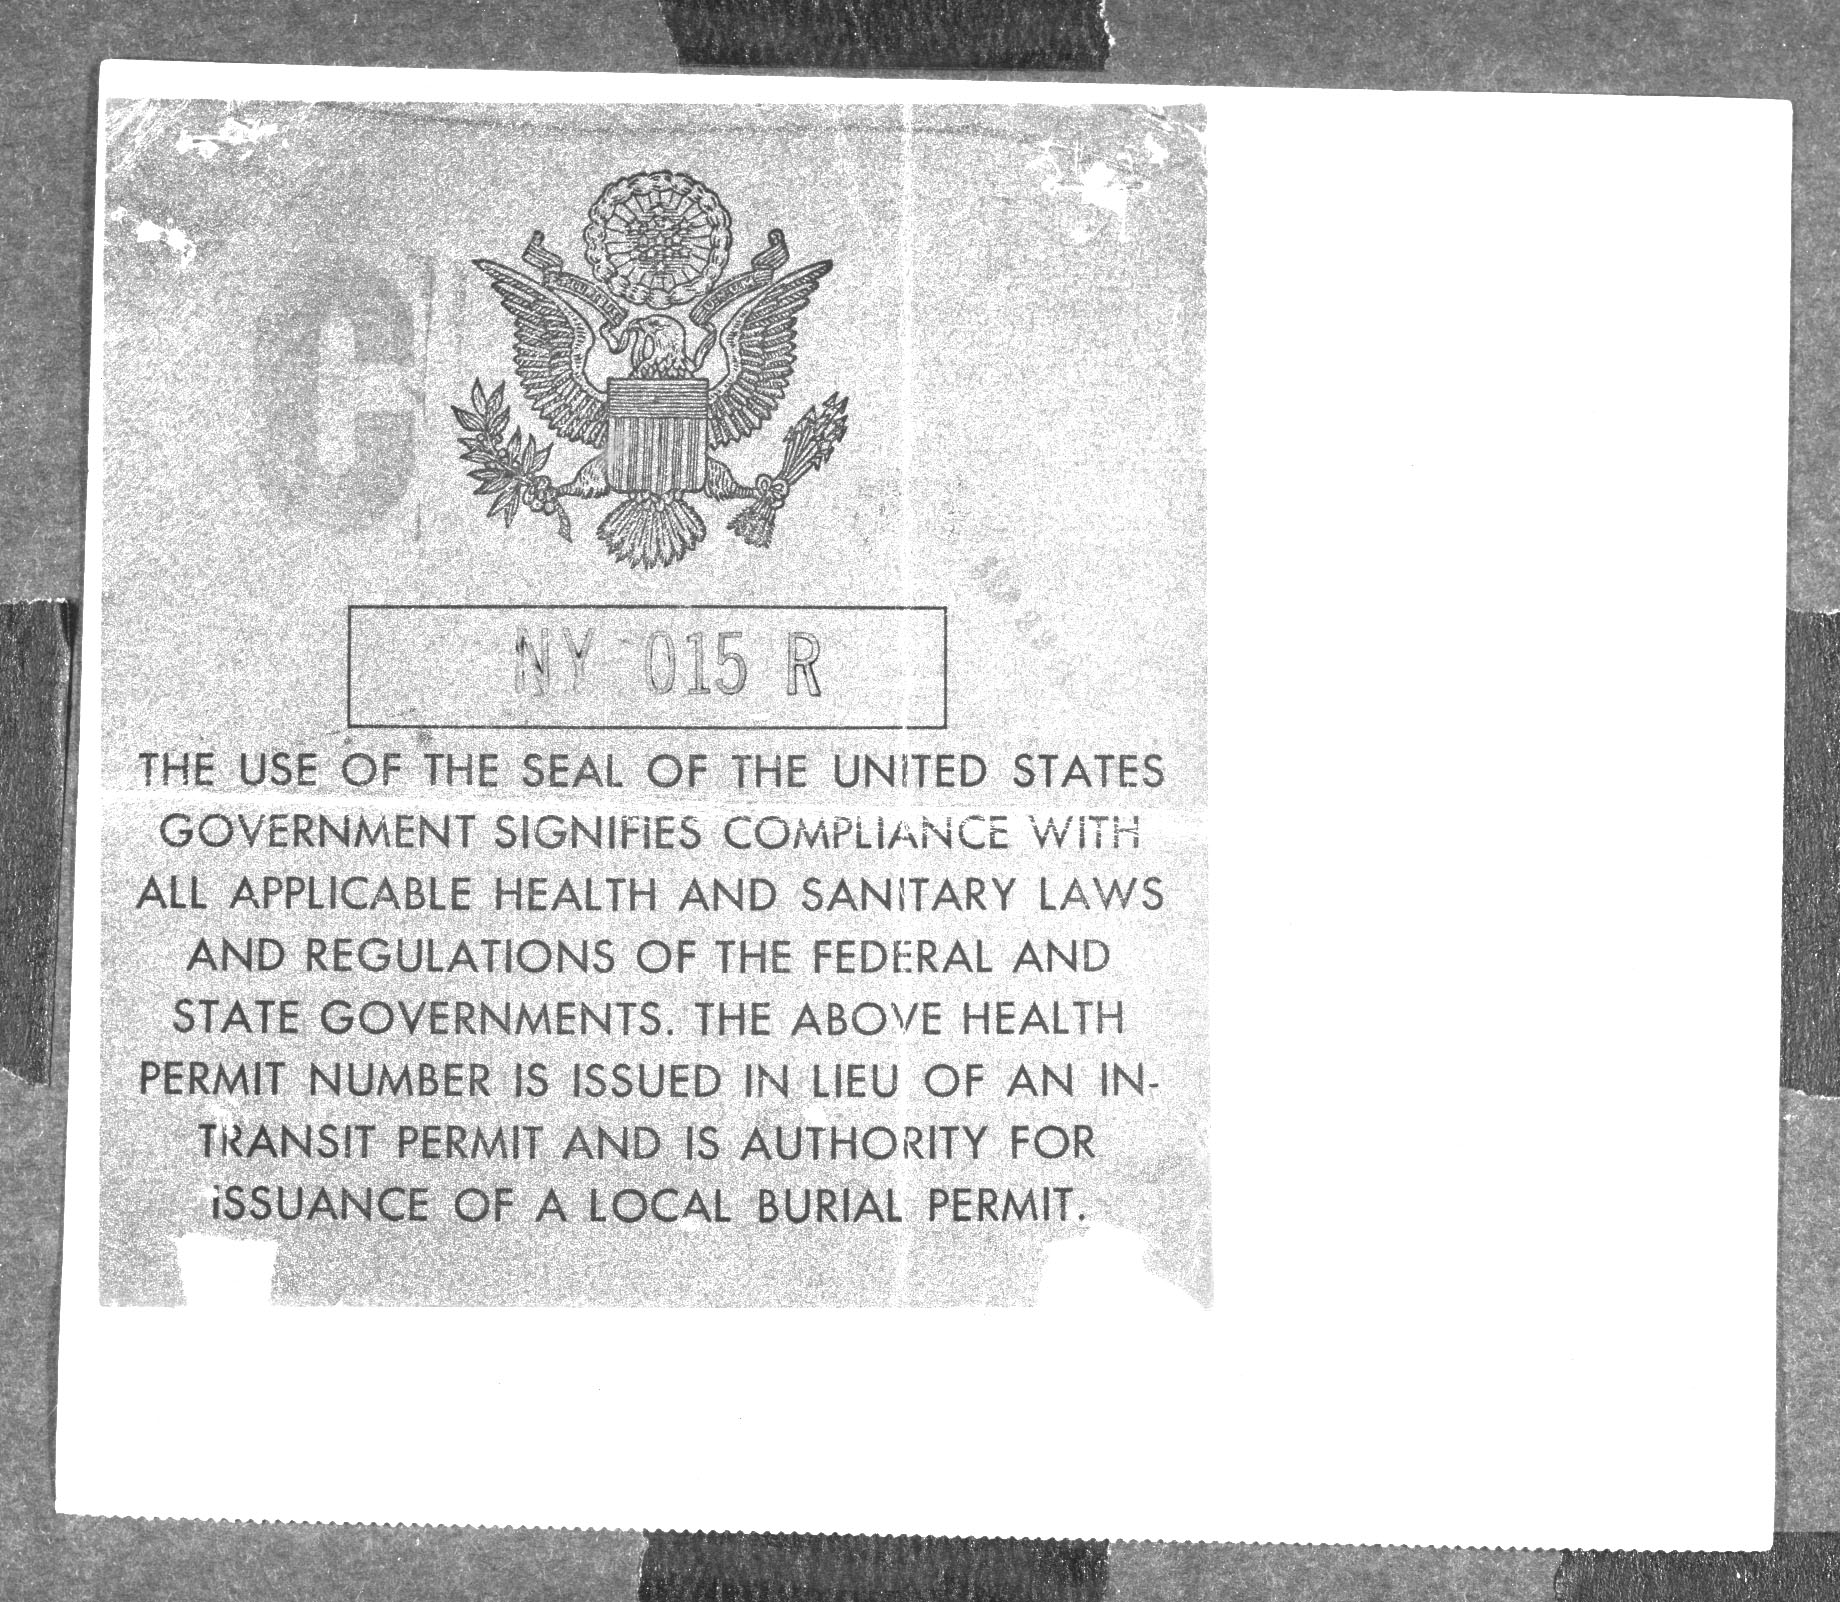 C
NY 015 R
THE USE OF THE SEAL OF THE UNITED STATES
GOVERNMENT SIGNIFIES COMPLIANCE WITH
ALL APPLICABLE HEALTH AND SANITARY LAWS
AND REGULATIONS OF THE FEDERAL AND
STATE GOVERNMENTS. THE ABOVE HEALTH
PERMIT NUMBER IS ISSUED IN LIEU OF AN IN-
TRANSIT PERMIT AND IS AUTHORITY FOR
ISSUANCE OF A LOCAL BURIAL PERMIT.